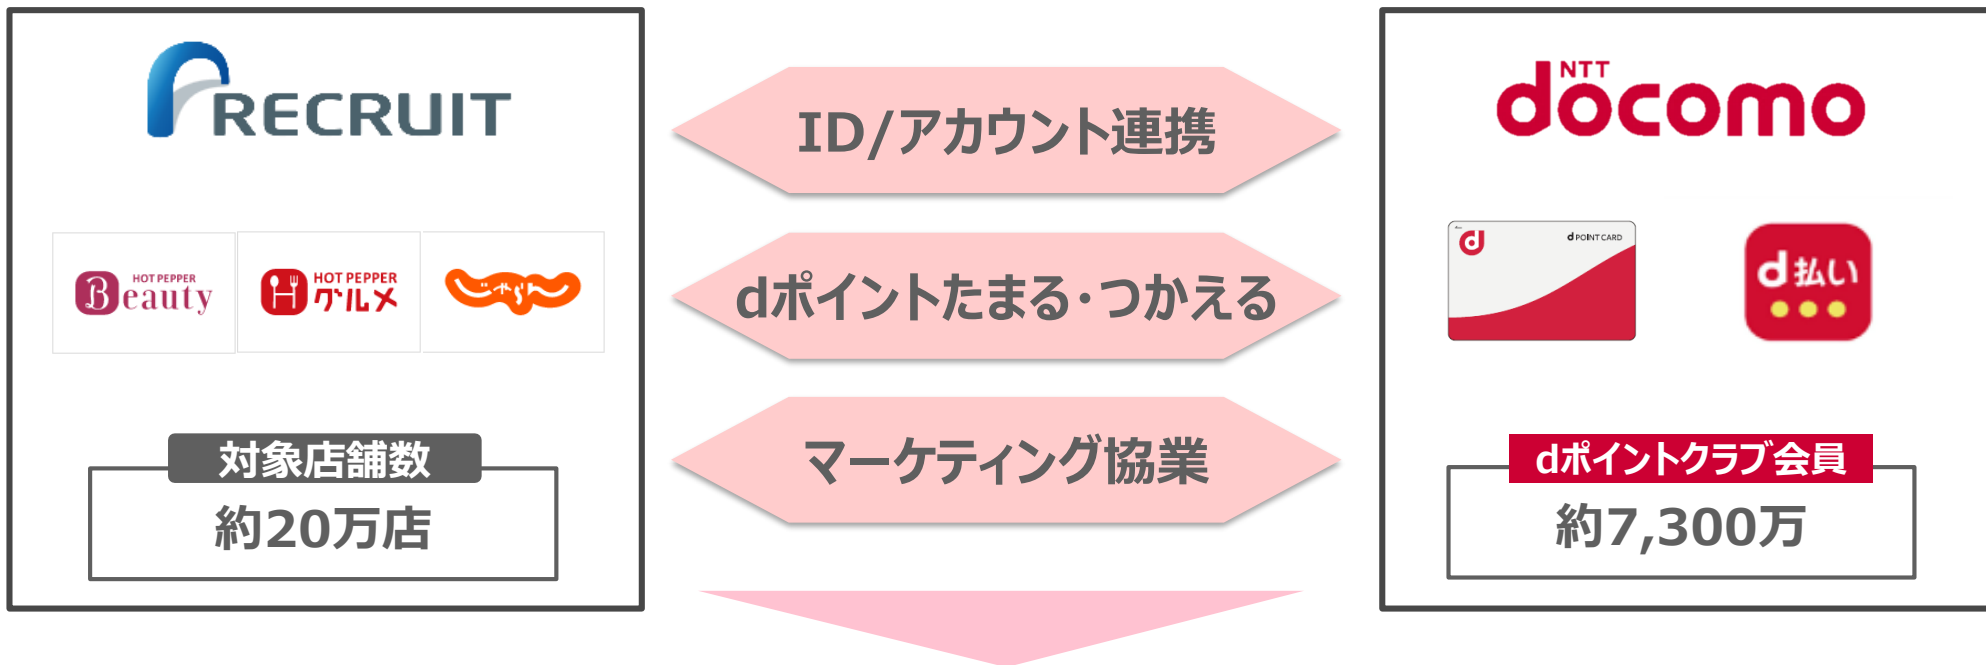 RECRUIT
HOT PEPPER
Beauty
HOT PEPPER
グルメ
じゃらん
対象店舗数
約20万店
ID/アカウント連携
dポイントたまる・つかえる
マーケティング協業
NTT
docomo
d
d POINT CARD
d払い
dポイントクラブ会員
約7,300万